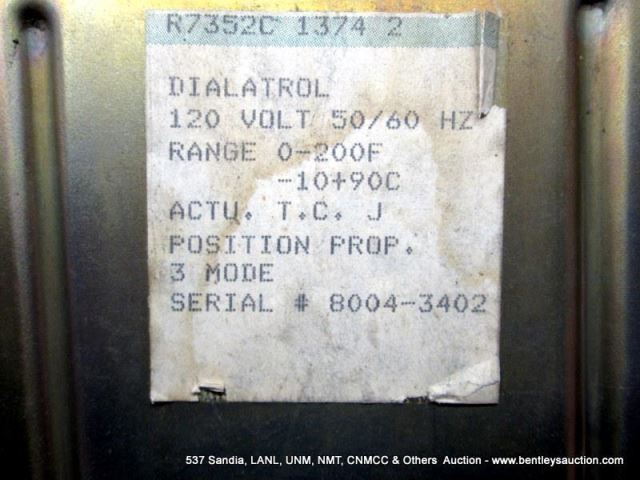 R7352C 1374 2
DIALATROL
120 VOLT 50/60 HZ
RANGE 0-200F
-10+90C
ACTU. T.C. J
POSITION PROP.
3 MODE
SERIAL # 8004-3402
537 Sandia, LANL, UNM, NMT, CNMCC & Others Auction - www.bentleysauction.com